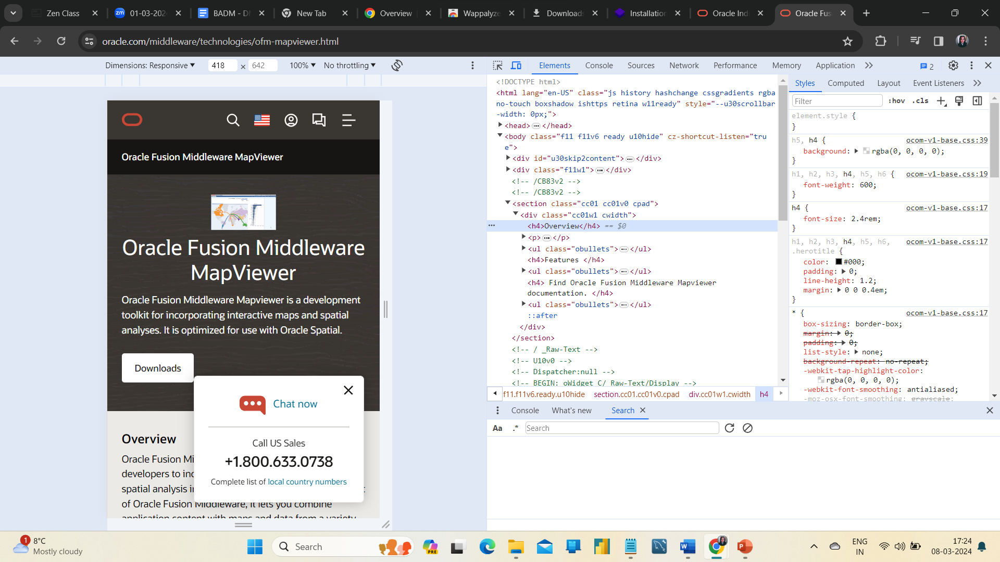 Zen Class
zm 01-03-202
BADM - D
New Tab
Overview
Wappalyze
Downloads
Installation
Oracle Ind
Oracle Fus
oracle.com/middleware/technologies/ofm-mapviewer.html
Dimensions: Responsive 418 x 642 100% No throttling
Elements Console Sources Network Performance Memory Application 2
Oracle Fusion Middleware MapViewer
Oracle Fusion Middleware
MapViewer
Oracle Fusion Middleware Mapviewer is a development
toolkit for incorporating interactive maps and spatial
analyses. It is optimized for use with Oracle Spatial.
Downloads
Chat now
Call US Sales
+1.800.633.0738
Complete list of local country numbers
Overview
Oracle Fusion Mi
developers to inc
spatial analysis i
of Oracle Fusion Middleware, it lets you combine
application content with maps and data from a variety
<!DOCTYPE html>
<html lang="en-US" class="js history hashchange cssgradients rgba
no-touch boxshadow ishttps retina w11ready" style="--u30scrollbar
-width: 0px;">
<head> </head>
<body class="f11 f11v6 ready u10hide" cz-shortcut-listen="tru
e">
<div id="u30skip2content"> </div>
<div class="f11w1"> </div>
<!-- /CB83v2 -->
<!-- /CB83v2 -->
<section class="cc01 cc01v0 cpad">
<div class="cc01w1 cwidth">
<h4>Overview</h4> == $0
<p> </p>
<ul class="obullets"> </ul>
<h4>Features </h4>
<ul class="obullets"> </ul>
<h4> Find Oracle Fusion Middleware Mapviewer
documentation. </h4>
<ul class="obullets"> </ul>
::after
</div>
</section>
<!-- / _Raw-Text -->
<!-- U10v0 -->
<!-- Dispatcher:null -->
<!-- BEGIN: oWidget_C/_Raw-Text/Display -->
f11.f11v6.ready.u10hide section.cc01.cc01v0.cpad div.cc01w1.cwidth h4
Styles Computed Layout Event Listeners
Filter :hov .cls
element.style {
}
h5, h4 { ocom-v1-base.css:39
background: rgba(0, 0, 0, 0);
}
h1, h2, h3, h4, h5, h6 { ocom-v1-base.css:19
font-weight: 600;
}
h4 { ocom-v1-base.css:17
font-size: 2.4rem;
}
h1, h2, h3, h4, h5, h6, ocom-v1-base.css:17
.herotitle {
color: #000;
padding: 0;
line-height: 1.2;
margin: 0 0 0.4em;
}
* { ocom-v1-base.css:17
box-sizing: border-box;
margin: 0;
padding: 0;
list-style: none;
background-repeat: no-repeat;
-webkit-tap-highlight-color:
rgba(0, 0, 0, 0);
-webkit-font-smoothing: antialiased;
-moz-osx-font-smoothing: grayscale;
Console What's new Search
Aa .* Search
1 8°C
Mostly cloudy
Search
PRE
ENG
IN
17:24
08-03-2024